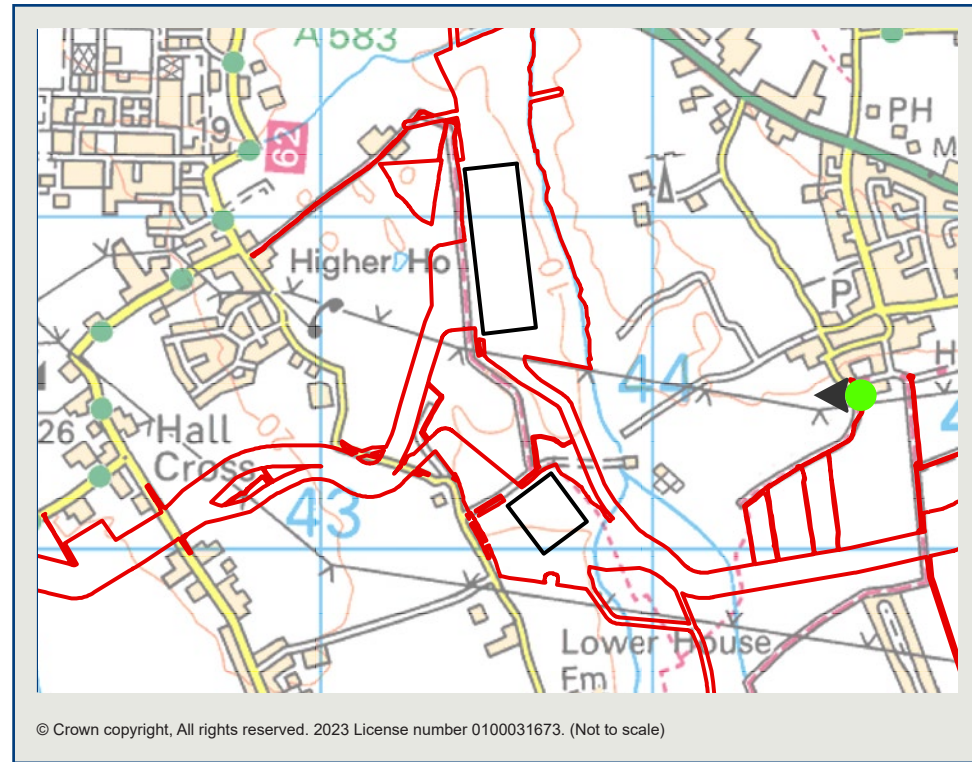 A 583
19
62
PH
M
Higher Ho
P
44
H
26
Hall
Cross
43
Lower House
Fm
© Crown copyright, All rights reserved. 2023 License number 0100031673. (Not to scale)